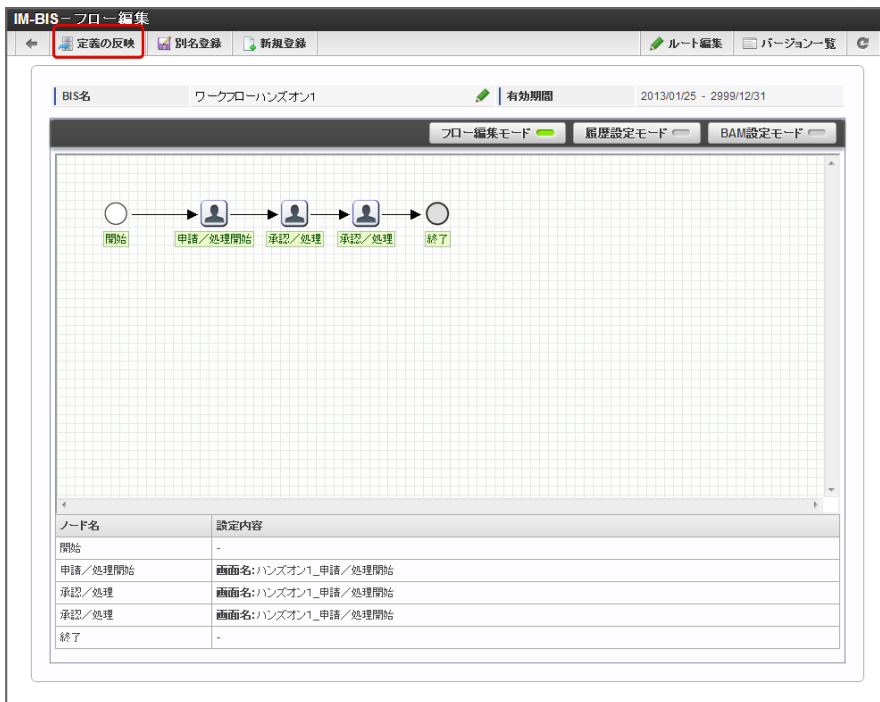 IM-BIS－フロー編集
定義の反映 別名登録 新規登録 ルート編集 バージョン一覧
BIS名 ワークフローハンズオン1 有効期間 2013/01/25 - 2999/12/31
フロー編集モード 履歴設定モード BAM設定モード
開始 申請／処理開始 承認／処理 承認／処理 終了
ノード名 設定内容
開始 -
申請／処理開始 画面名:ハンズオン1_申請／処理開始
承認／処理 画面名:ハンズオン1_申請／処理開始
承認／処理 画面名:ハンズオン1_申請／処理開始
終了 -